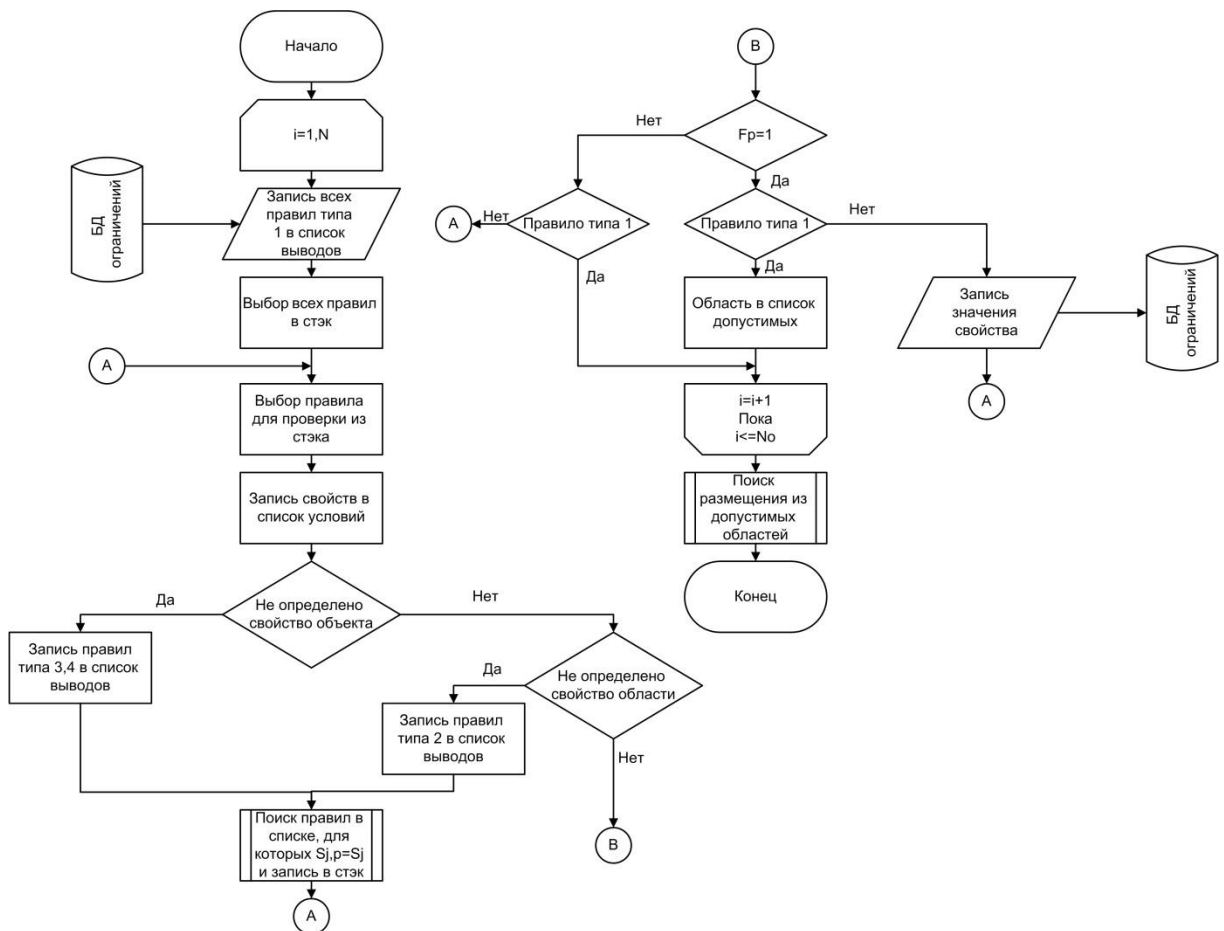 Начало
i=1,N
БД
ограничений
Запись всех
правил типа
1 в список
выводов
Выбор всех правил
в стэк
А
Выбор правила
для проверки из
стэка
Запись свойств в
список условий
Не определено
свойство объекта
Да
Нет
Запись правил
типа 3,4 в список
выводов
Не определено
свойство области
Да
Нет
Запись правил
типа 2 в список
выводов
Поиск правил в
списке, для
которых Sj,p=Sj
и запись в стэк
А
В
В
Fp=1
Нет
Да
Правило типа 1
Нет
А
Да
Правило типа 1
Нет
Да
Область в список
допустимых
Запись
значения
свойства
БД
ограничений
А
i=i+1
Пока
i<=No
Поиск
размещения из
допустимых
областей
Конец